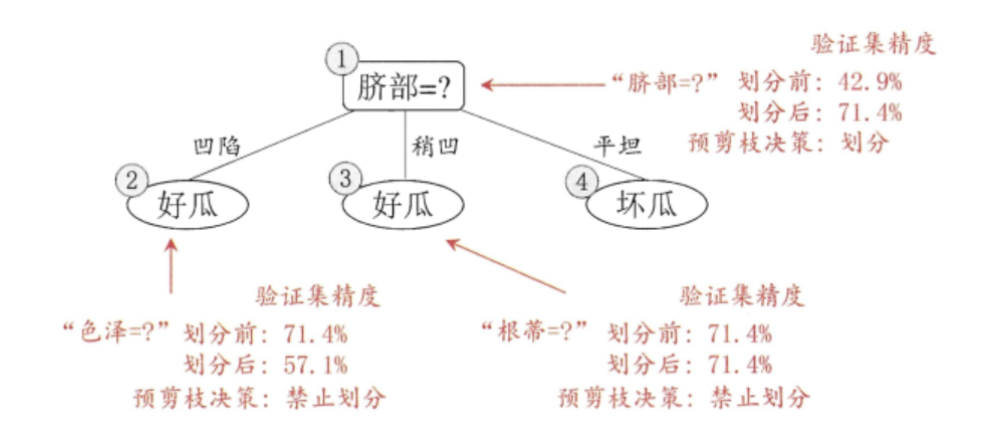 验证集精度
①
脐部=?
“脐部=?” 划分前: 42.9%
划分后: 71.4%
预剪枝决策: 划分
凹陷
稍凹
平坦
②
好瓜
③
好瓜
④
坏瓜
验证集精度
“色泽=?” 划分前: 71.4%
划分后: 57.1%
预剪枝决策: 禁止划分
验证集精度
“根蒂=?” 划分前: 71.4%
划分后: 71.4%
预剪枝决策: 禁止划分